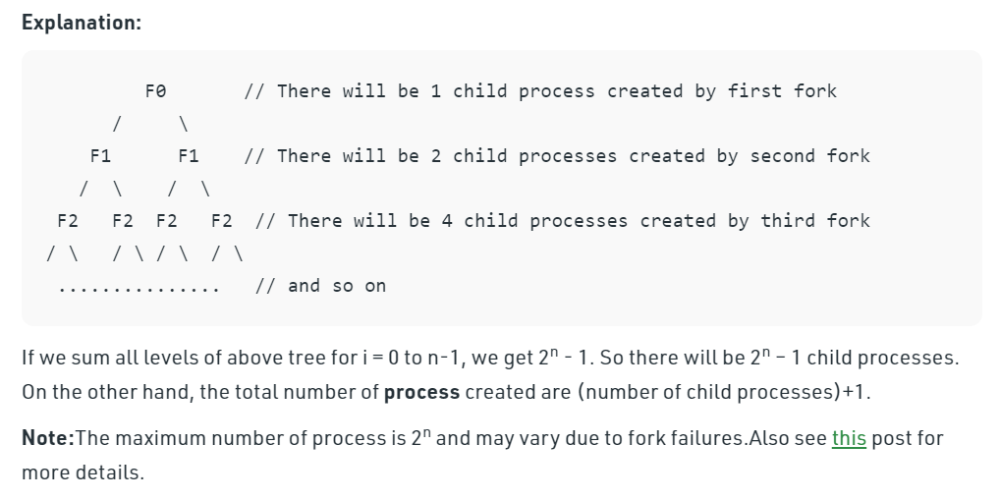 Explanation:
F0 // There will be 1 child process created by first fork
/ \
F1 F1 // There will be 2 child processes created by second fork
/ \ / \
F2 F2 F2 F2 // There will be 4 child processes created by third fork
/ \ / \ / \ / \
............... // and so on
If we sum all levels of above tree for i = 0 to n-1, we get 2ⁿ - 1. So there will be 2ⁿ – 1 child processes.
On the other hand, the total number of process created are (number of child processes)+1.
Note:The maximum number of process is 2ⁿ and may vary due to fork failures.Also see this post for
more details.